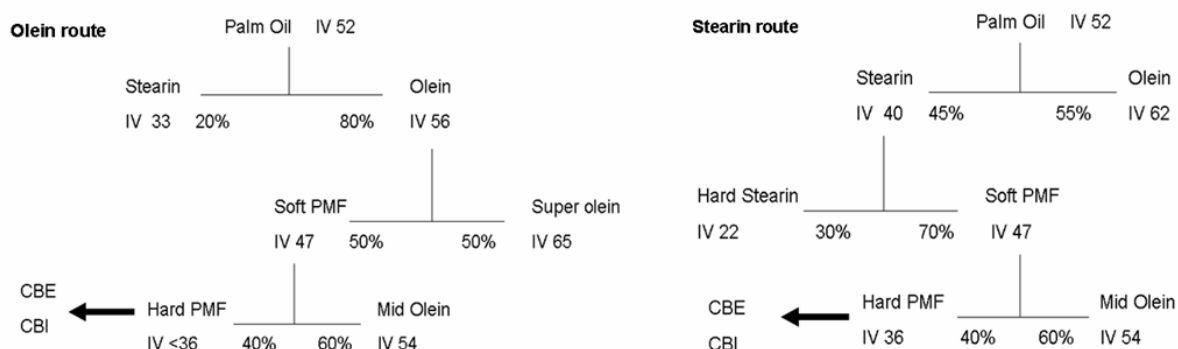 Olein route
Palm Oil IV 52
Stearin Olein
IV 33 20% 80% IV 56
Soft PMF Super olein
IV 47 50% 50% IV 65
CBE
CBI
Hard PMF Mid Olein
IV <36 40% 60% IV 54
Stearin route
Palm Oil IV 52
Stearin Olein
IV 40 45% 55% IV 62
Hard Stearin Soft PMF
IV 22 30% 70% IV 47
CBE
CBI
Hard PMF Mid Olein
IV 36 40% 60% IV 54